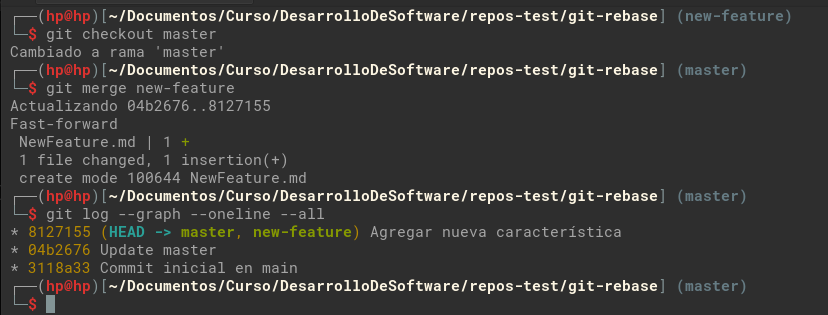 ┌──(hp@hp)[~/Documentos/Curso/DesarrolloDeSoftware/repos-test/git-rebase] (new-feature)
└─$ git checkout master
Cambiado a rama 'master'
┌──(hp@hp)[~/Documentos/Curso/DesarrolloDeSoftware/repos-test/git-rebase] (master)
└─$ git merge new-feature
Actualizando 04b2676..8127155
Fast-forward
 NewFeature.md | 1 +
 1 file changed, 1 insertion(+)
 create mode 100644 NewFeature.md
┌──(hp@hp)[~/Documentos/Curso/DesarrolloDeSoftware/repos-test/git-rebase] (master)
└─$ git log --graph --oneline --all
* 8127155 (HEAD -> master, new-feature) Agregar nueva característica
* 04b2676 Update master
* 3118a33 Commit inicial en main
┌──(hp@hp)[~/Documentos/Curso/DesarrolloDeSoftware/repos-test/git-rebase] (master)
└─$